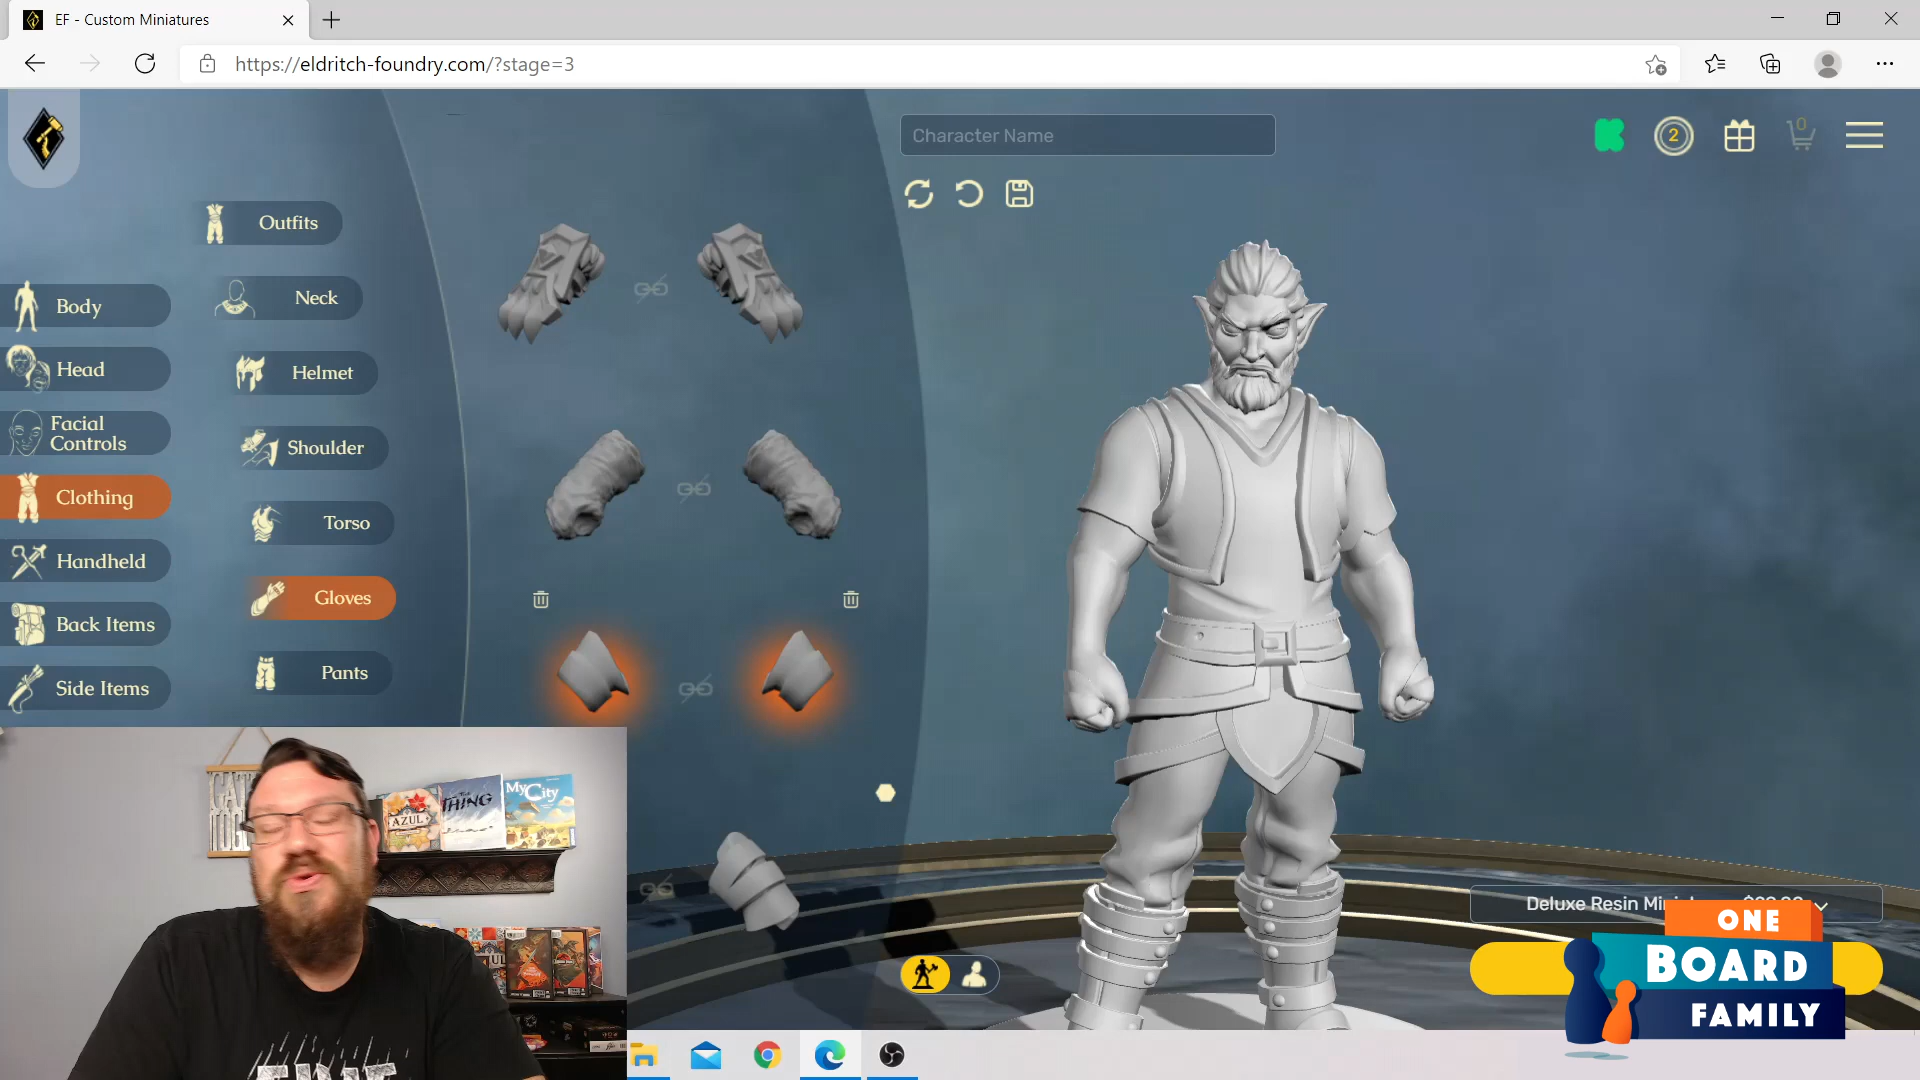 EF - Custom Miniatures
https://eldritch-foundry.com/?stage=3
Character Name
2
0
Outfits
Neck
Helmet
Shoulder
Torso
Gloves
Pants
Body
Head
Facial
Controls
Clothing
Handheld
Back Items
Side Items
AZUL
THE
THING
My City
Deluxe Resin
ONE
BOARD
FAMILY